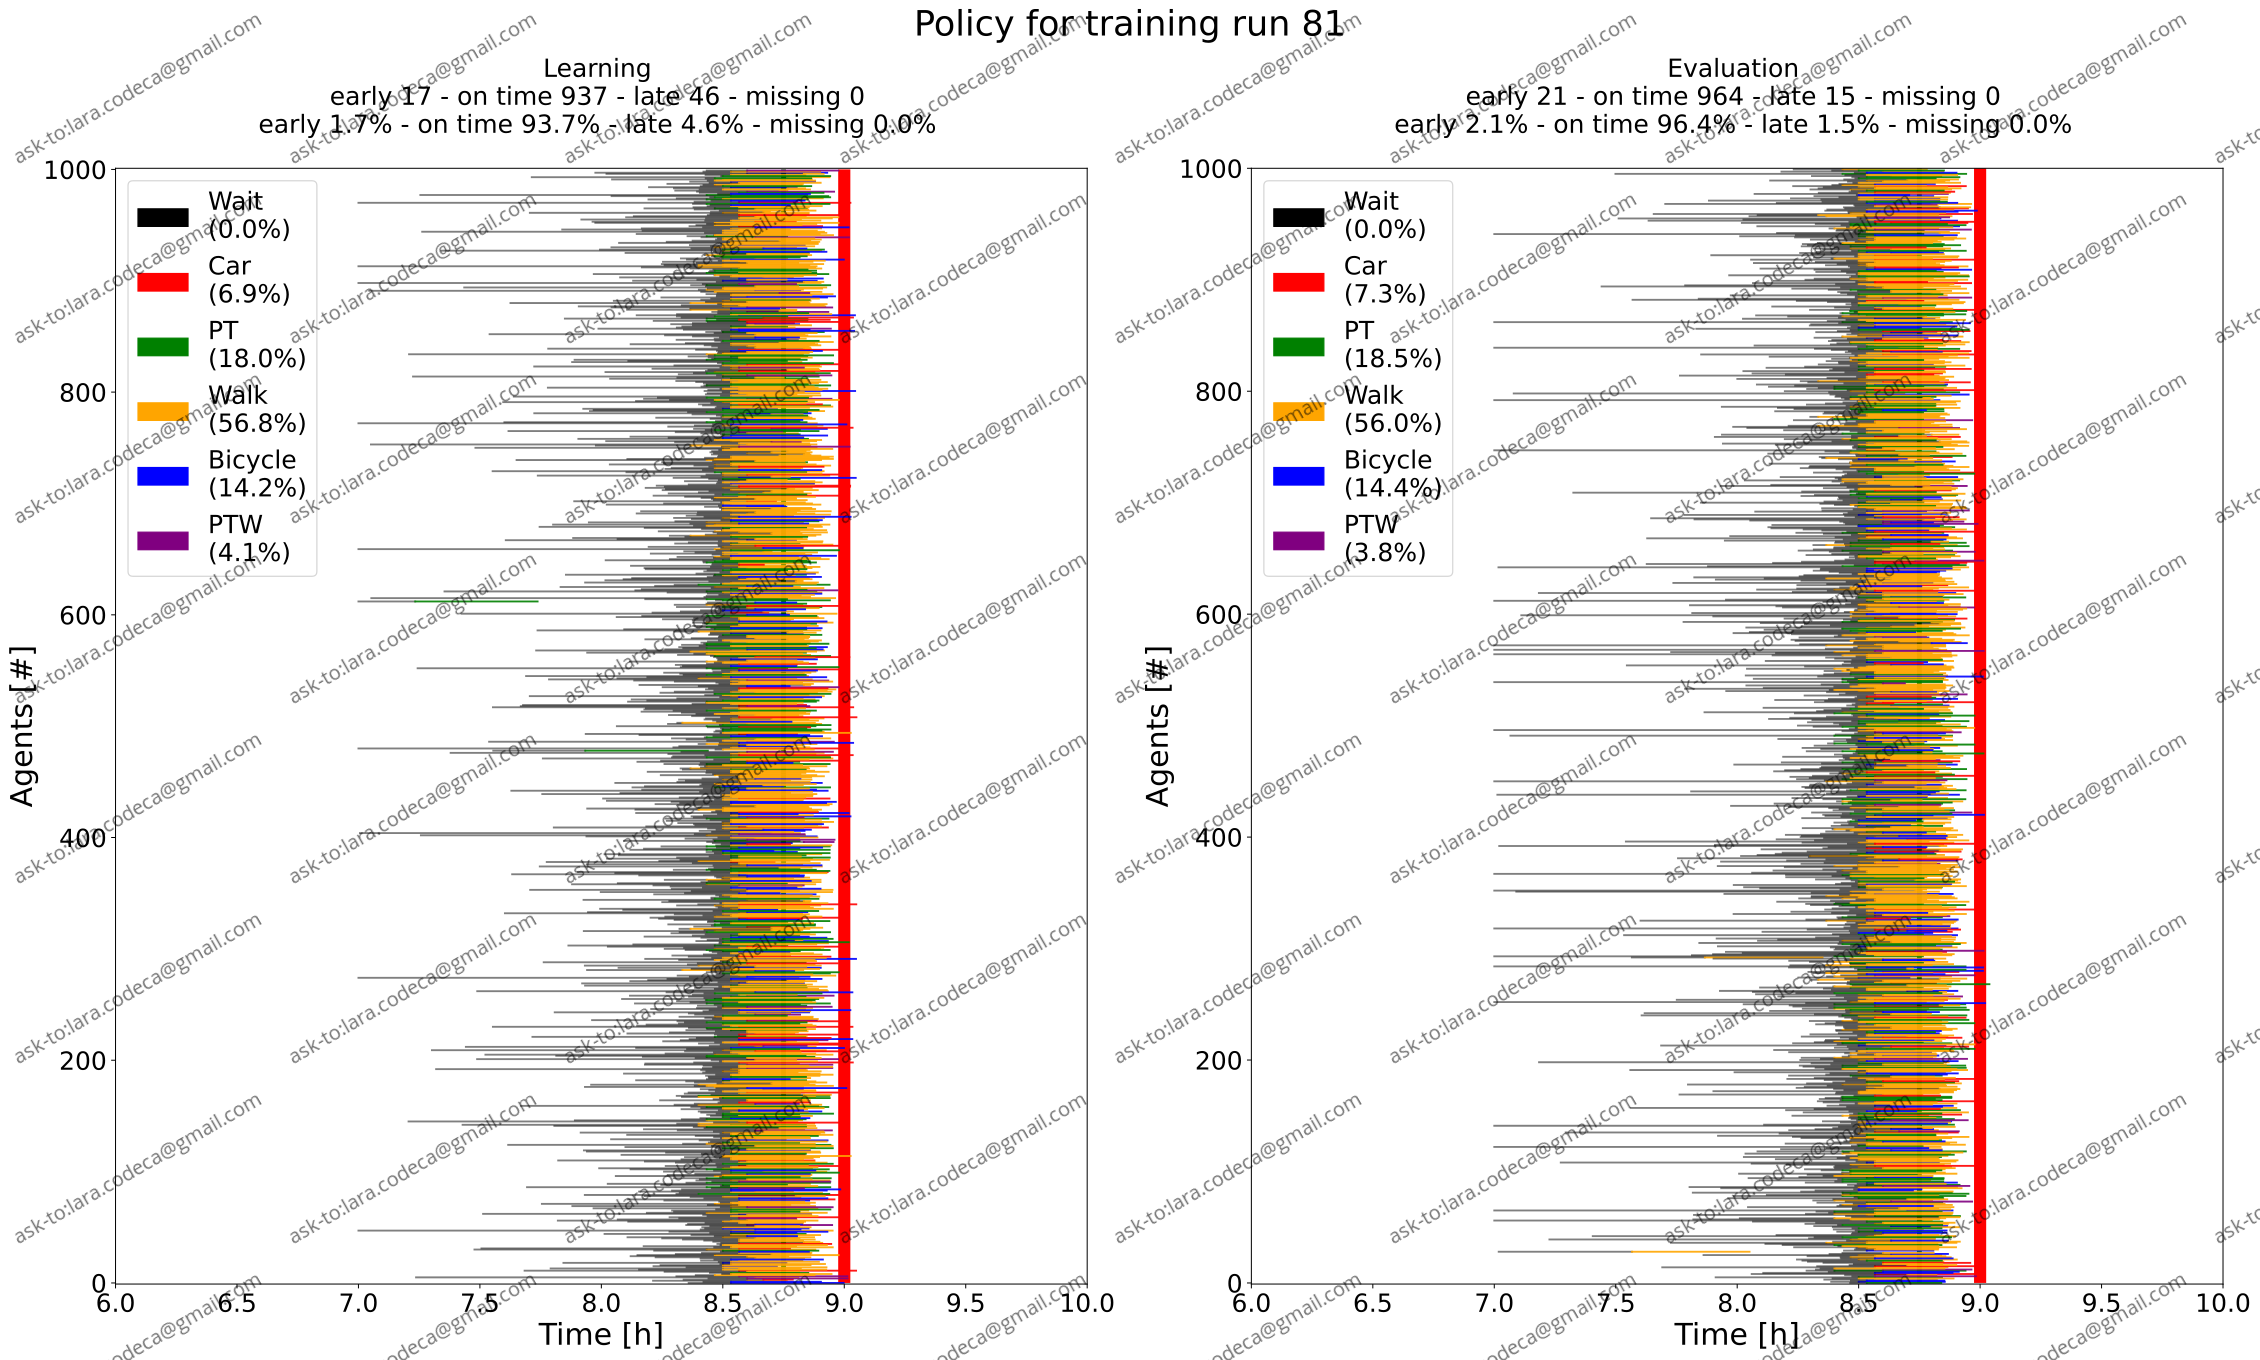 Policy for training run 81
Learning
early 17 - on time 937 - late 46 - missing 0
early 1.7% - on time 93.7% - late 4.6% - missing 0.0%
1000
800
600
400
200
0
Agents [#]
Wait
(0.0%)
Car
(6.9%)
PT
(18.0%)
Walk
(56.8%)
Bicycle
(14.2%)
PTW
(4.1%)
6.0 6.5 7.0 7.5 8.0 8.5 9.0 9.5 10.0
Time [h]
Evaluation
early 21 - on time 964 - late 15 - missing 0
early 2.1% - on time 96.4% - late 1.5% - missing 0.0%
1000
800
600
400
200
0
Agents [#]
Wait
(0.0%)
Car
(7.3%)
PT
(18.5%)
Walk
(56.0%)
Bicycle
(14.4%)
PTW
(3.8%)
6.0 6.5 7.0 7.5 8.0 8.5 9.0 9.5 10.0
Time [h]
ask-to:lara.codeca@gmail.com